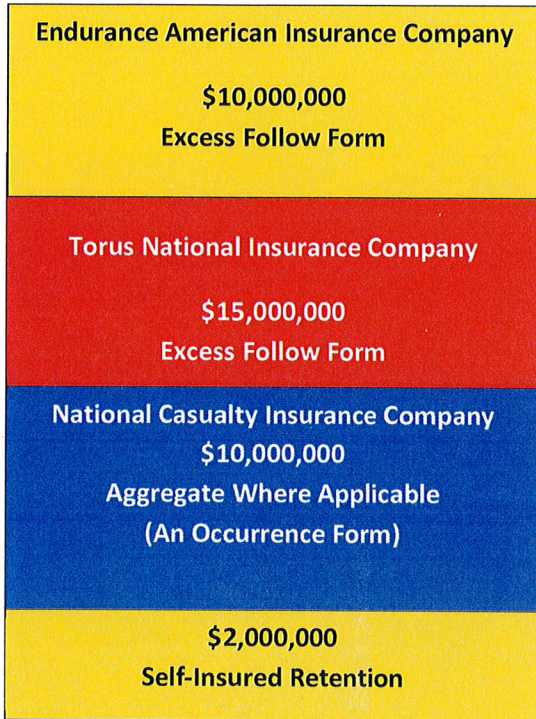 Endurance American Insurance Company
$10,000,000
Excess Follow Form
Torus National Insurance Company
$15,000,000
Excess Follow Form
National Casualty Insurance Company
$10,000,000
Aggregate Where Applicable
(An Occurrence Form)
$2,000,000
Self-Insured Retention